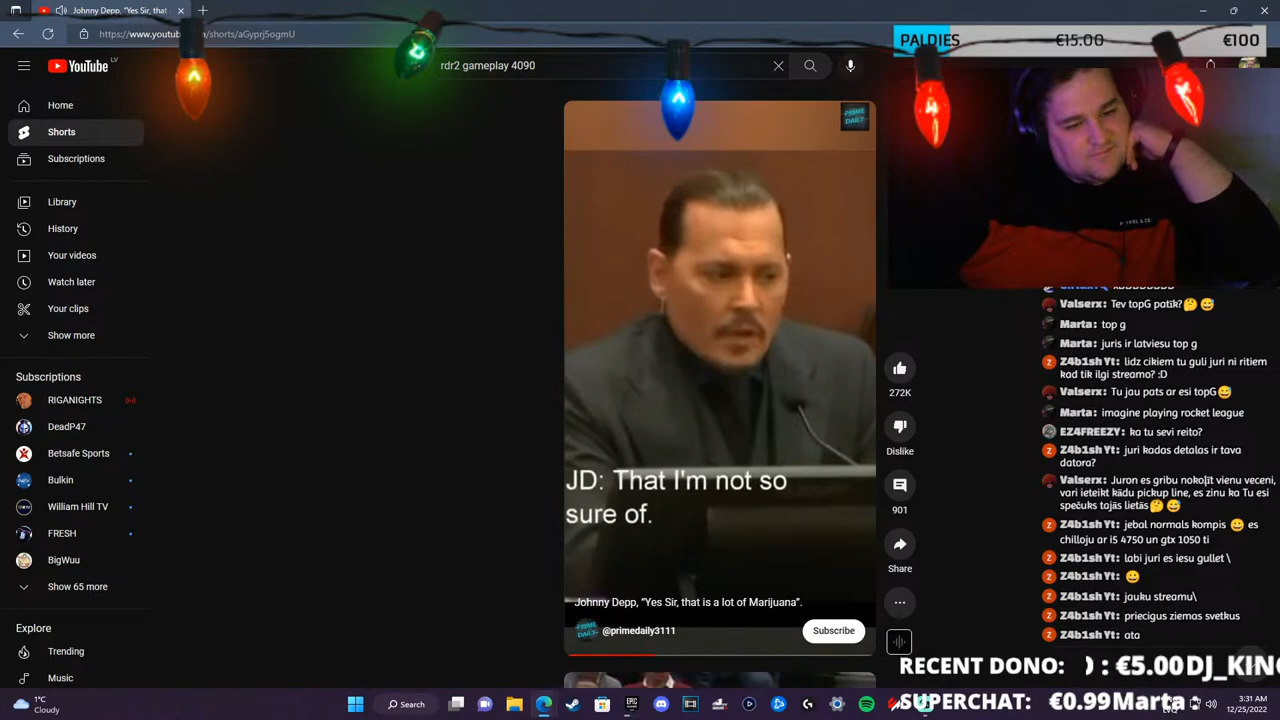 Johnny Depp, "Yes Sir, that
https://www.youtube.com/shorts/aGyprj5ogmU
PALDIES €15.00 €100
YouTube LV
rdr2 gameplay 4090
Home
Shorts
Subscriptions
Library
History
Your videos
Watch later
Your clips
Show more
Subscriptions
RIGANIGHTS
DeadP47
Betsafe Sports
Bulkin
William Hill TV
FRESH
BigWuu
Show 65 more
Explore
Trending
Music
PRIME
DAILY
JD: That I'm not so
sure of.
Johnny Depp, "Yes Sir, that is a lot of Marijuana".
@primedaily3111
Subscribe
272K
Dislike
901
Share
Valserx: Tev topG patīk?
Marta: top g
Marta: juris ir latviesu top g
Z4b1sh Yt: lidz cikiem tu guli juri ni ritiem
kad tik ilgi streamo? :D
Valserx: Tu jau pats ar esi topG
Marta: imagine playing rocket league
EZ4FREEZY: ka tu sevi reito?
Z4b1sh Yt: juri kadas detalas ir tava
datora?
Valserx: Juron es gribu nokoļīt vienu veceni,
vari ieteikt kādu pickup line, es zinu ka Tu esi
spečuks tajās lietās
Z4b1sh Yt: jebal normals kompis es
chilloju ar i5 4750 un gtx 1050 ti
Z4b1sh Yt: labi juri es iesu gullet \
Z4b1sh Yt:
Z4b1sh Yt: jauku streamu\
Z4b1sh Yt: priecigus ziemas svetkus
Z4b1sh Yt: ata
RECENT DONO: ) : €5.00 DJ_KIN
SUPERCHAT: €0.99 Marta :
1°C
Cloudy
Search
3:31 AM
12/25/2022